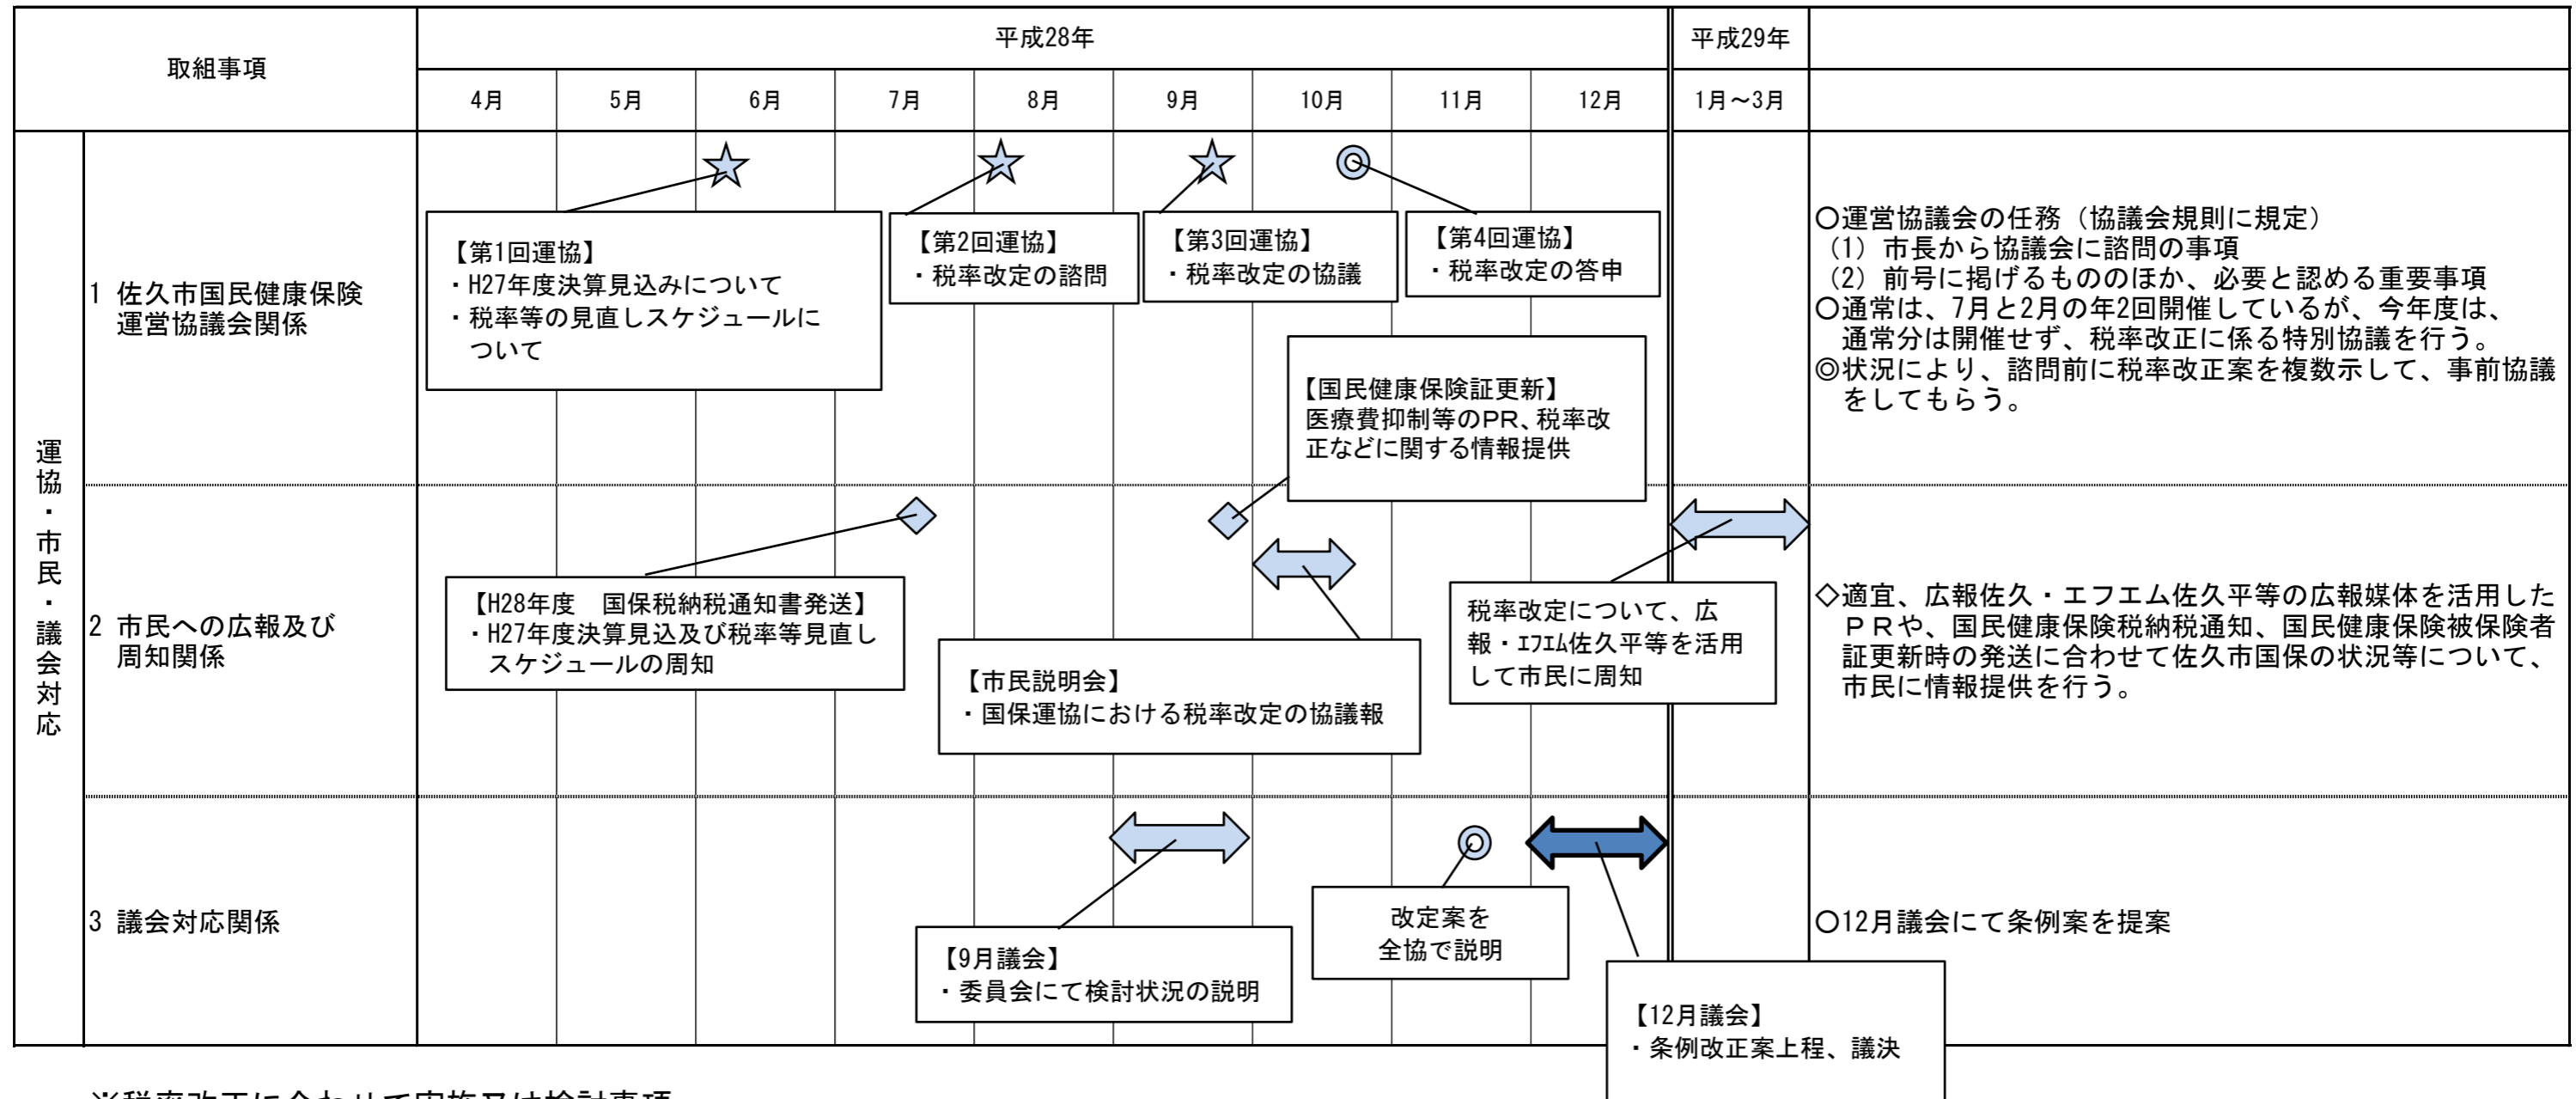 取組事項
平成28年
平成29年
4月
5月
6月
7月
8月
9月
10月
11月
12月
1月～3月
運協・市民・議会対応
1 佐久市国民健康保険
運営協議会関係
【第1回運協】
・H27年度決算見込みについて
・税率等の見直しスケジュールに
ついて
【第2回運協】
・税率改定の諮問
【第3回運協】
・税率改定の協議
【第4回運協】
・税率改定の答申
【国民健康保険証更新】
医療費抑制等のPR、税率改
正などに関する情報提供
〇運営協議会の任務（協議会規則に規定）
（1）市長から協議会に諮問の事項
（2）前号に掲げるもののほか、必要と認める重要事項
〇通常は、7月と2月の年2回開催しているが、今年度は、
通常分は開催せず、税率改正に係る特別協議を行う。
◎状況により、諮問前に税率改正案を複数示して、事前協議
をしてもらう。
2 市民への広報及び
周知関係
【H28年度　国保税納税通知書発送】
・H27年度決算見込及び税率等見直し
スケジュールの周知
【市民説明会】
・国保運協における税率改定の協議報
税率改定について、広
報・ｴﾌｴﾑ佐久平等を活用
して市民に周知
◇適宜、広報佐久・エフエム佐久平等の広報媒体を活用した
ＰＲや、国民健康保険税納税通知、国民健康保険被保険者
証更新時の発送に合わせて佐久市国保の状況等について、
市民に情報提供を行う。
3 議会対応関係
【9月議会】
・委員会にて検討状況の説明
改定案を
全協で説明
【12月議会】
・条例改正案上程、議決
〇12月議会にて条例案を提案
※税率改正に合わせて実施又は検討事項